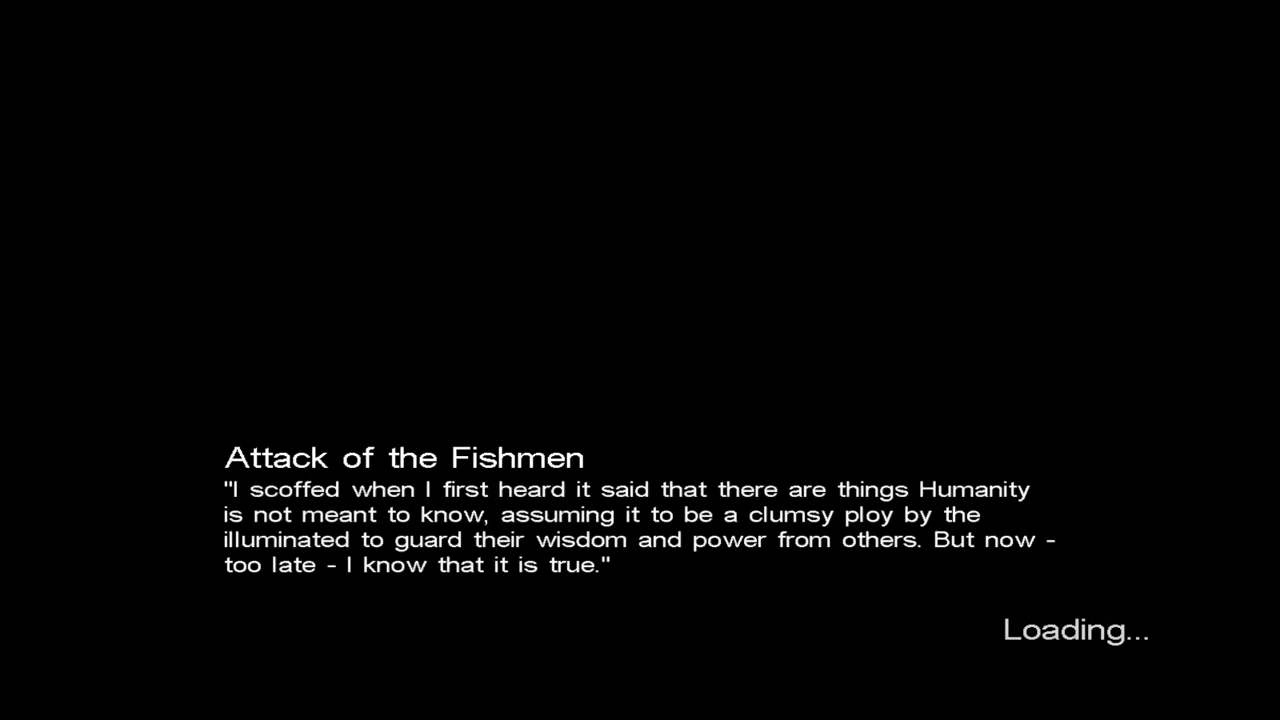 Attack of the Fishmen
"I scoffed when I first heard it said that there are things Humanity
is not meant to know, assuming it to be a clumsy ploy by the
illuminated to guard their wisdom and power from others. But now -
too late - I know that it is true."
Loading...